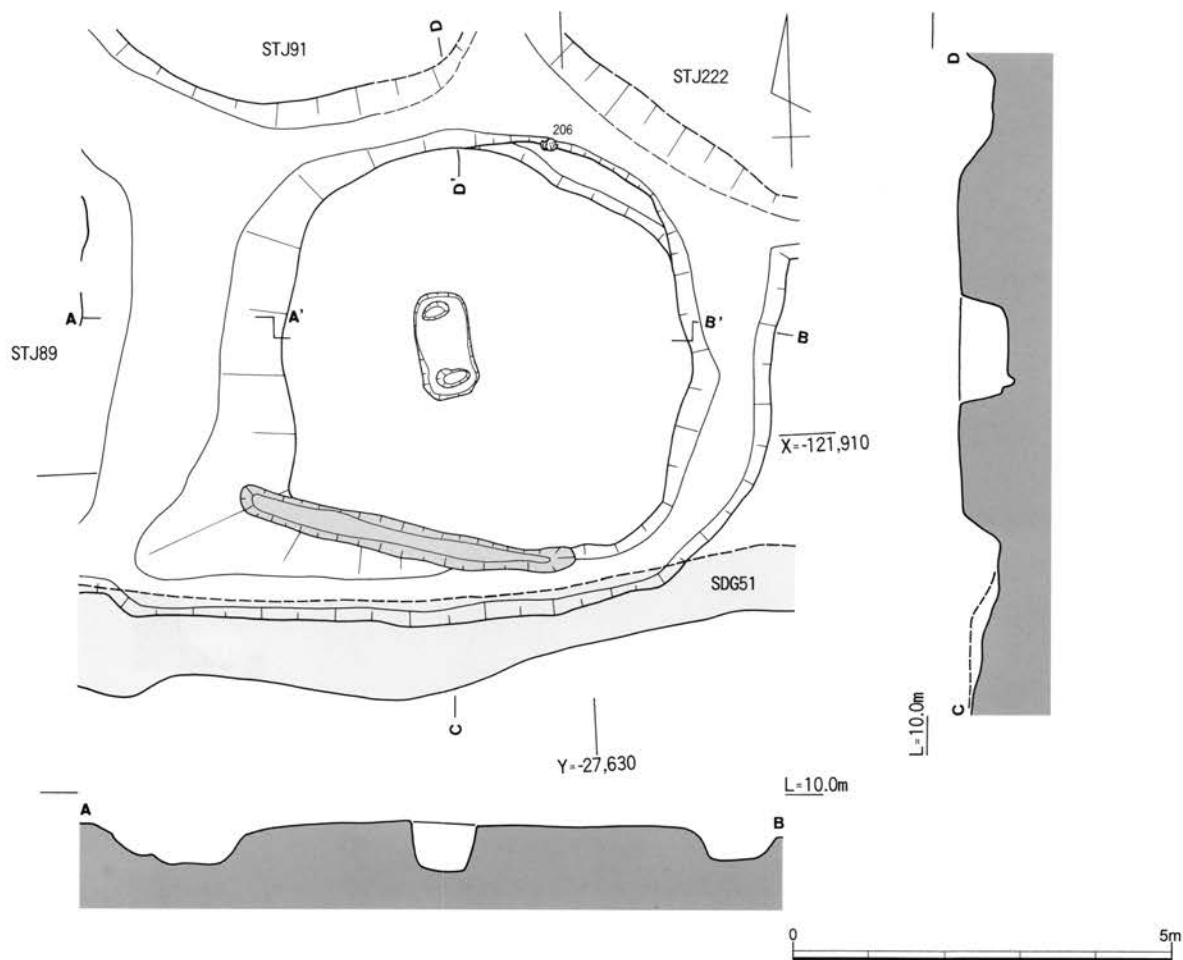 STJ91
D
STJ222
D
206
D'
A
A'
B'
B
STJ89
X=-121,910
SDG51
C
C
L=10.0m
Y=-27,630
L=10.0m
A
B
0
5m